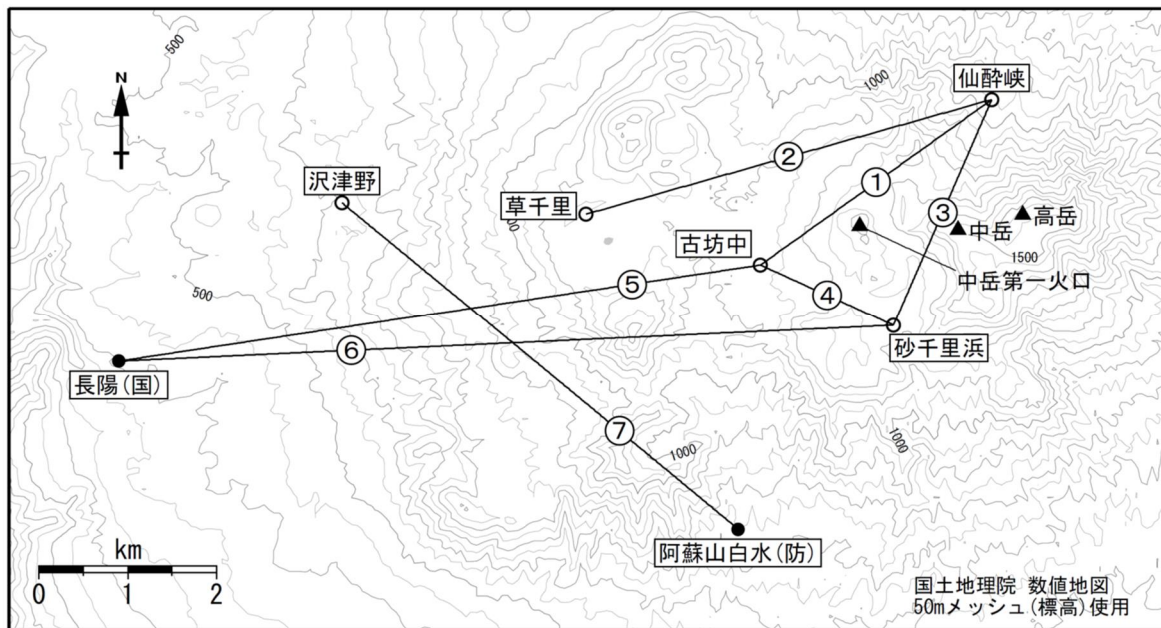 500
N
仙酔峡
1000
②
沢津野
①
草千里
③
高岳
中岳
古坊中
1500
中岳第一火口
⑤
④
500
砂千里浜
⑥
長陽(国)
⑦
1000
1000
阿蘇山白水(防)
km
0 1 2
国土地理院 数値地図
50mメッシュ(標高)使用